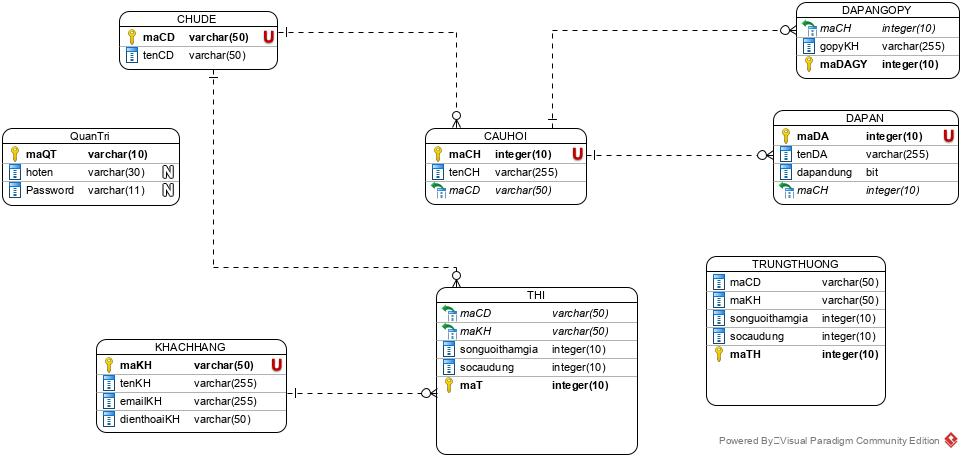 CHUDE
maCD varchar(50) U
tenCD varchar(50)
DAPANGOPY
maCH integer(10)
gopyKH varchar(255)
maDAGY integer(10)
QuanTri
maQT varchar(10)
hoten varchar(30) N
Password varchar(11) N
CAUHOI
maCH integer(10) U
tenCH varchar(255)
maCD varchar(50)
DAPAN
maDA integer(10) U
tenDA varchar(255)
dapandung bit
maCH integer(10)
THI
maCD varchar(50)
maKH varchar(50)
songuoithamgia integer(10)
socaudung integer(10)
maT integer(10)
TRUNGTHUONG
maCD varchar(50)
maKH varchar(50)
songuoithamgia integer(10)
socaudung integer(10)
maTH integer(10)
KHACHHANG
maKH varchar(50) U
tenKH varchar(255)
emailKH varchar(255)
dienthoaiKH varchar(50)
Powered By Visual Paradigm Community Edition